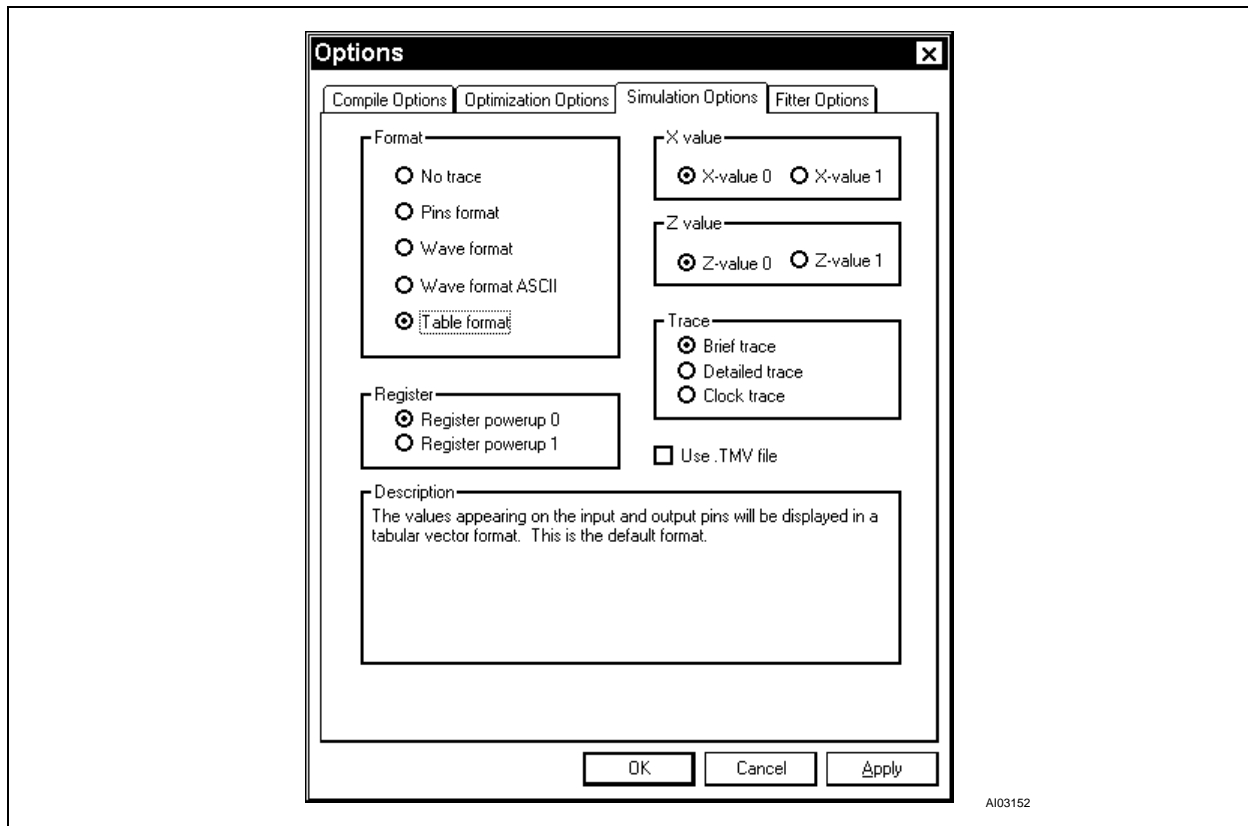 Options
Compile Options Optimization Options Simulation Options Fitter Options
Format
No trace
Pins format
Wave format
Wave format ASCII
Table format
Register
Register powerup 0
Register powerup 1
X value
X-value 0 X-value 1
Z value
Z-value 0 Z-value 1
Trace
Brief trace
Detailed trace
Clock trace
Use .TMV file
Description
The values appearing on the input and output pins will be displayed in a
tabular vector format. This is the default format.
OK Cancel Apply
AI03152